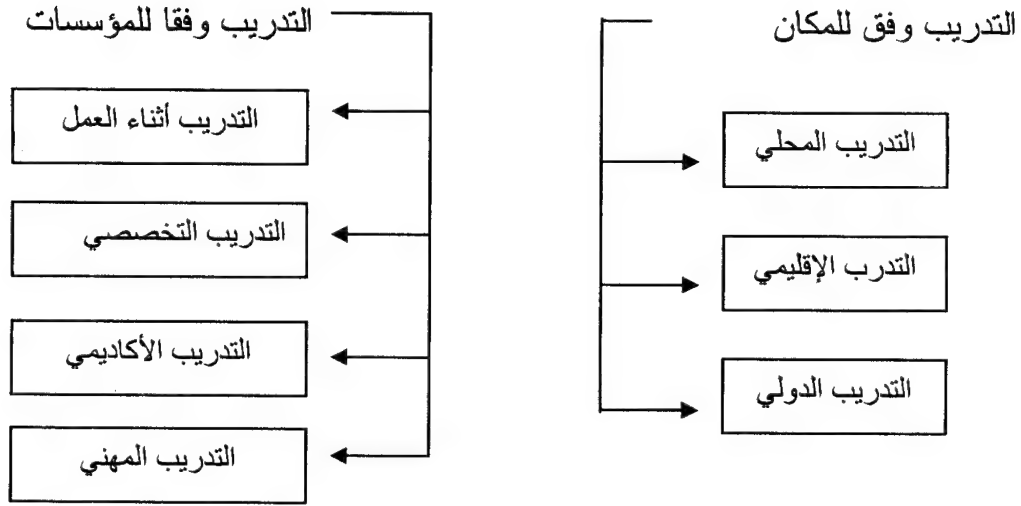 التدريب وفق للمكان
التدريب المحلي
التدرب الإقليمي
التدريب الدولي
التدريب وفقا للمؤسسات
التدريب أثناء العمل
التدريب التخصصي
التدريب الأكاديمي
التدريب المهني